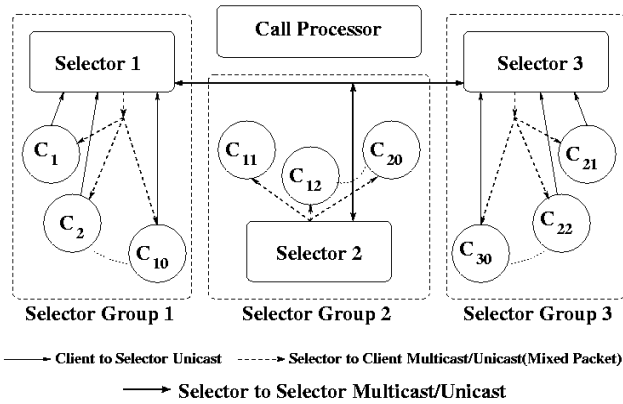 Call Processor
Selector 1
Selector 3
C1
C2
C10
C11
C12
C20
Selector 2
C21
C22
C30
Selector Group 1
Selector Group 2
Selector Group 3
Client to Selector Unicast
Selector to Client Multicast/Unicast(Mixed Packet)
Selector to Selector Multicast/Unicast